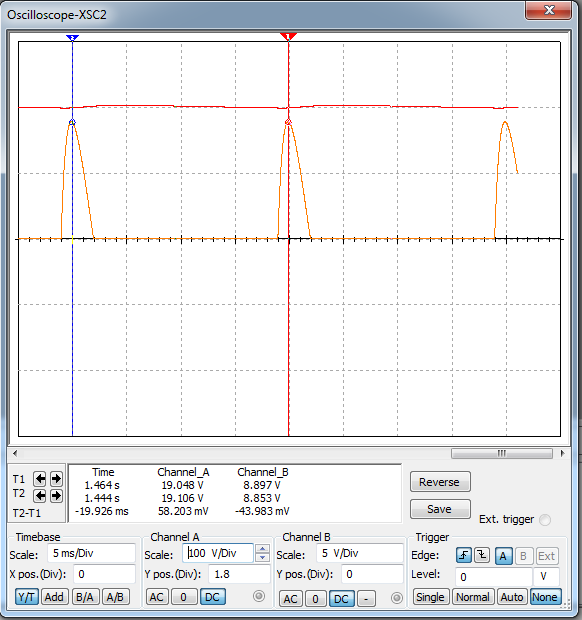 Oscilloscope-XSC2
2 1
T1 Time Channel_A Channel_B
1.464 s 19.048 V 8.897 V
T2 1.444 s 19.106 V 8.853 V
T2-T1 -19.926 ms 58.203 mV -43.983 mV
Reverse
Save
Ext. trigger
Timebase Channel A Channel B Trigger
Scale: 5 ms/Div Scale: 100 V/Div Scale: 5 V/Div Edge: A B Ext
X pos.(Div): 0 Y pos.(Div): 1.8 Y pos.(Div): 0 Level: 0 V
Y/T Add B/A A/B AC 0 DC AC 0 DC - Single Normal Auto None